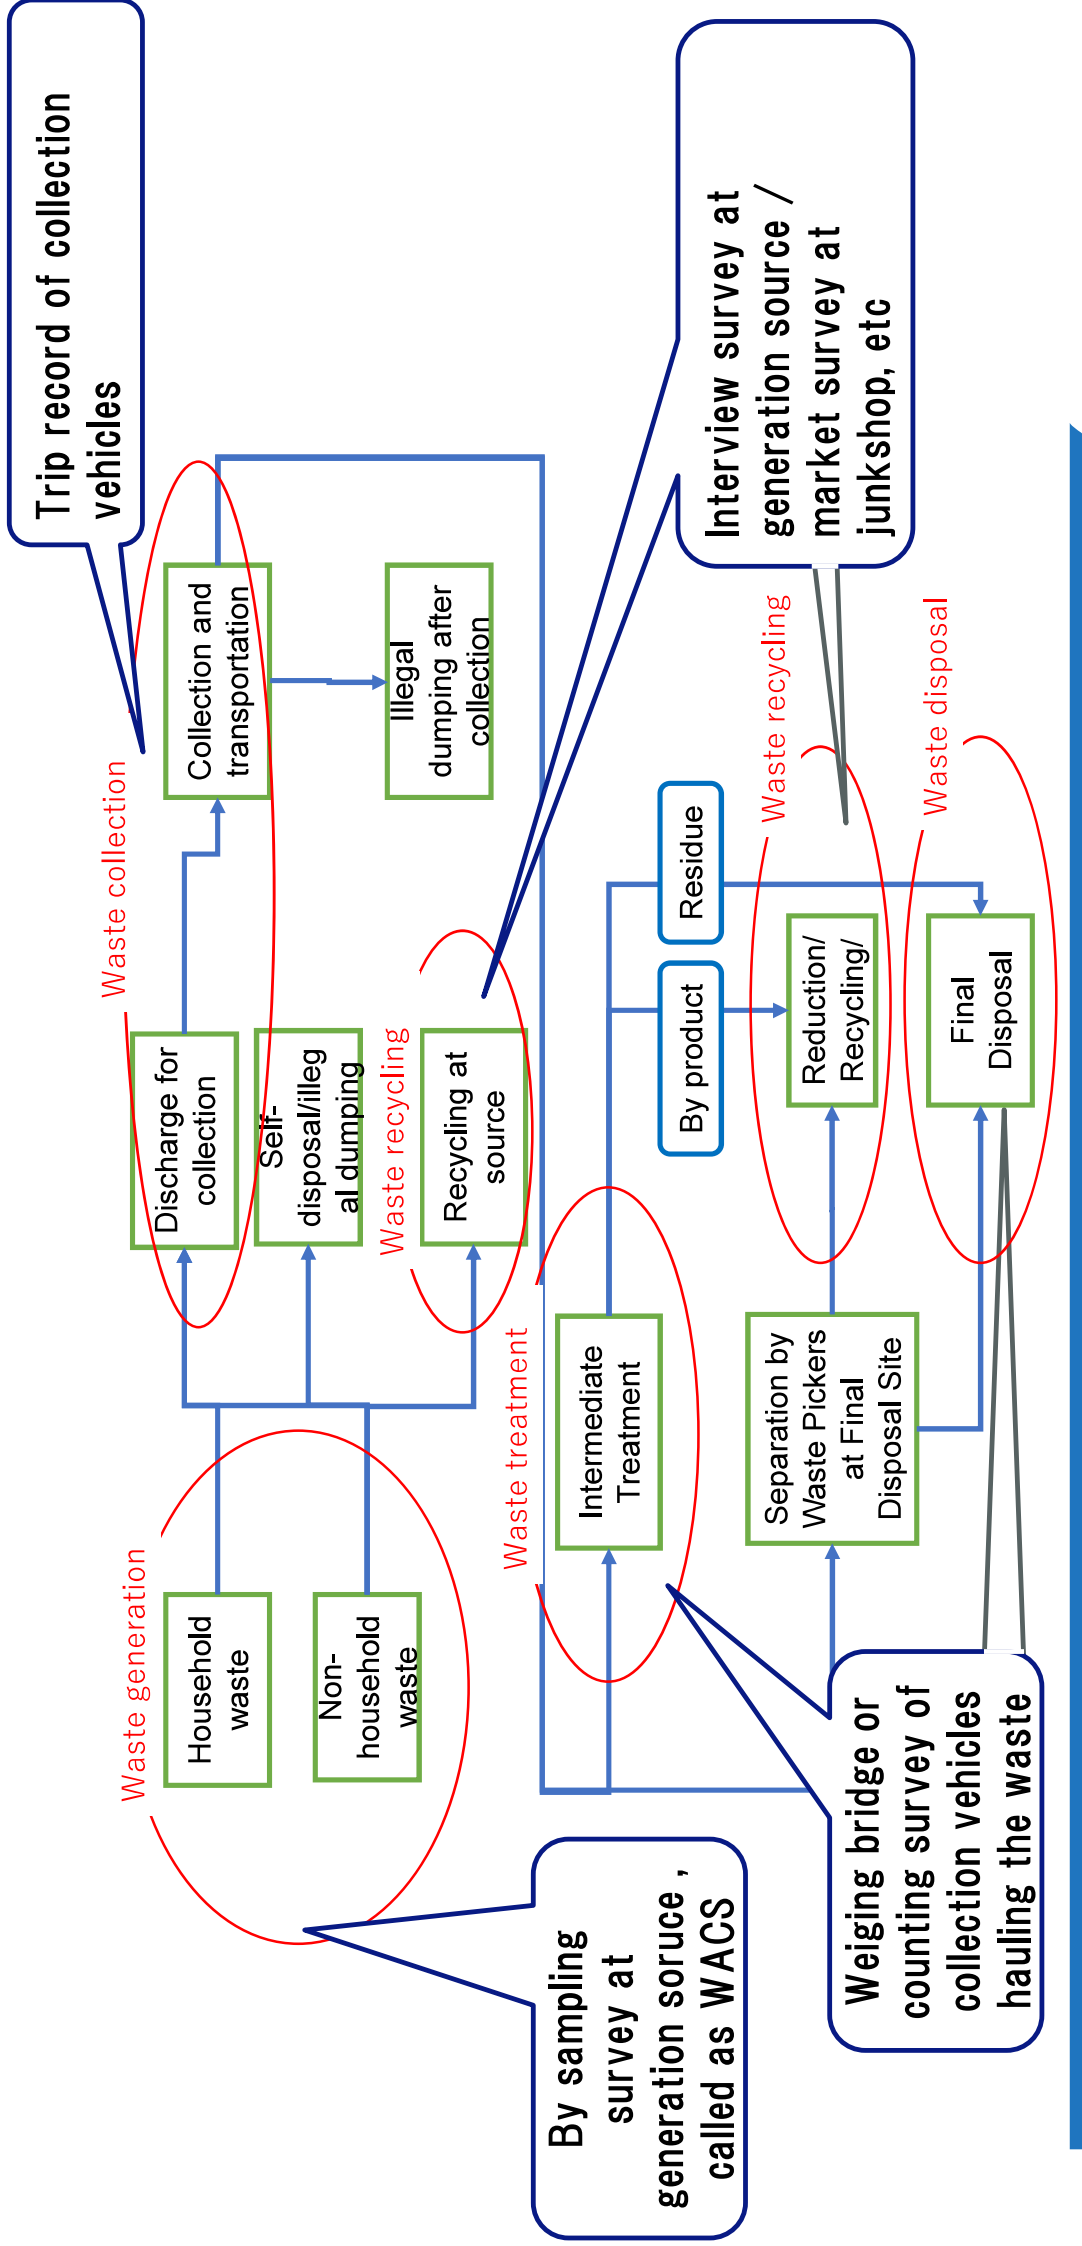 Trip record of collection
vehicles
Waste generation
Household
waste
Non-
household
waste
Waste collection
Discharge for
collection
Self-
disposal/illeg
al dumping
Waste recycling
Recycling at
source
Collection and
transportation
Illegal
dumping after
collection
Waste treatment
Intermediate
Treatment
By product
Residue
Separation by
Waste Pickers
at Final
Disposal Site
Waste recycling
Reduction/
Recycling/
Waste disposal
Final
Disposal
By sampling
survey at
generation soruce ,
called as WACS
Weiging bridge or
counting survey of
collection vehicles
hauling the waste
Interview survey at
generation source /
market survey at
junkshop, etc